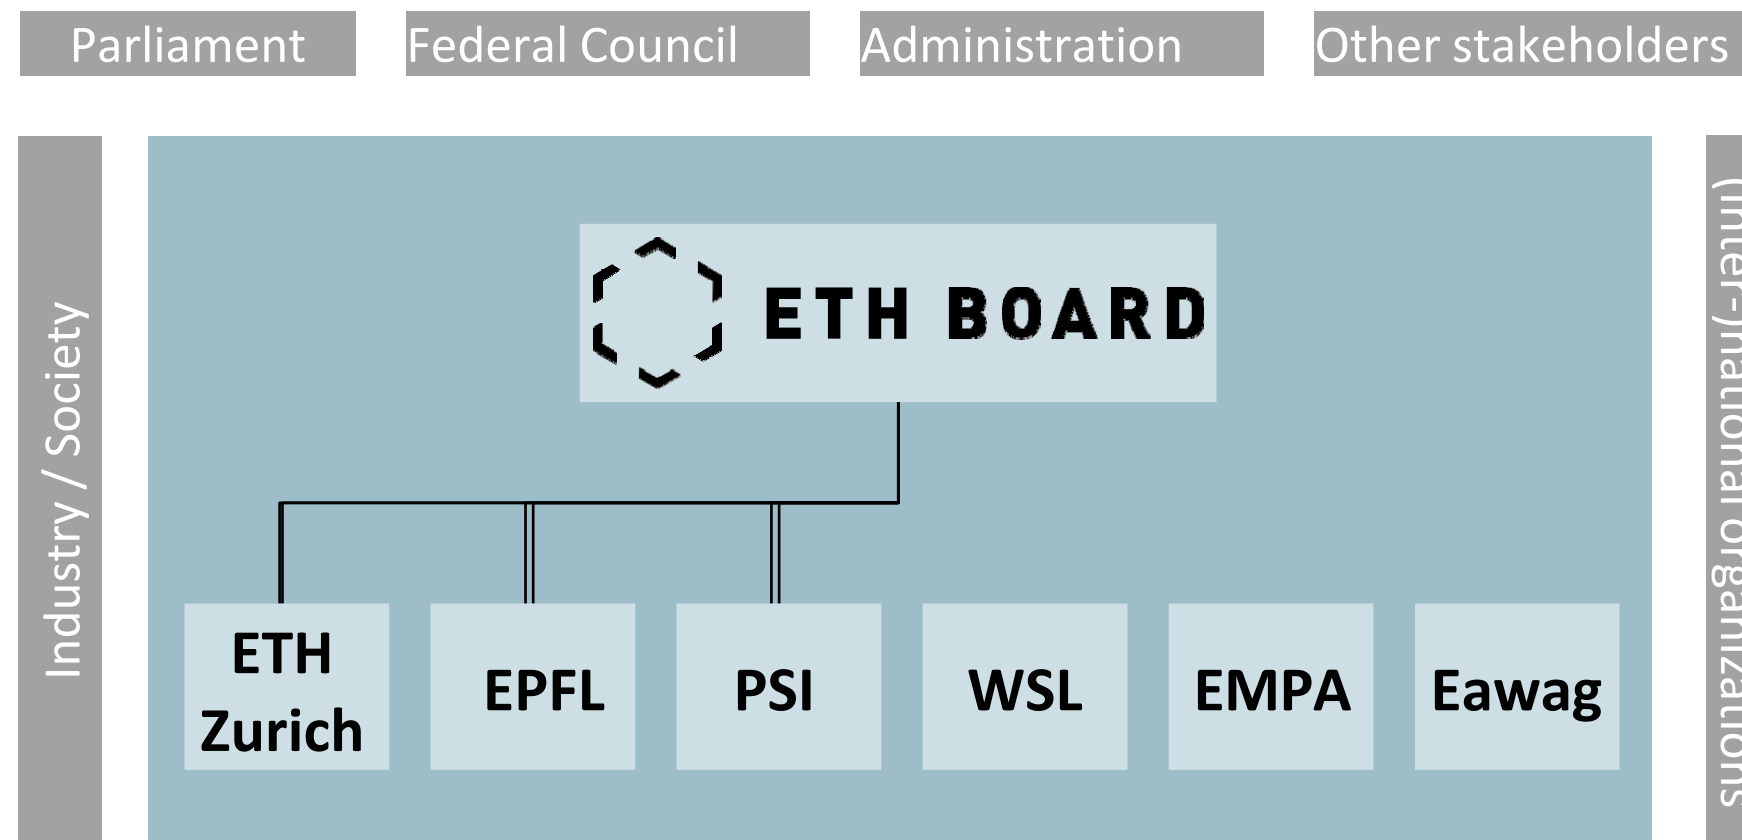 Parliament
Federal Council
Administration
Other stakeholders
Industry / Society
ETH BOARD
ETH
Zurich
EPFL
PSI
WSL
EMPA
Eawag
(Inter-)national organizations